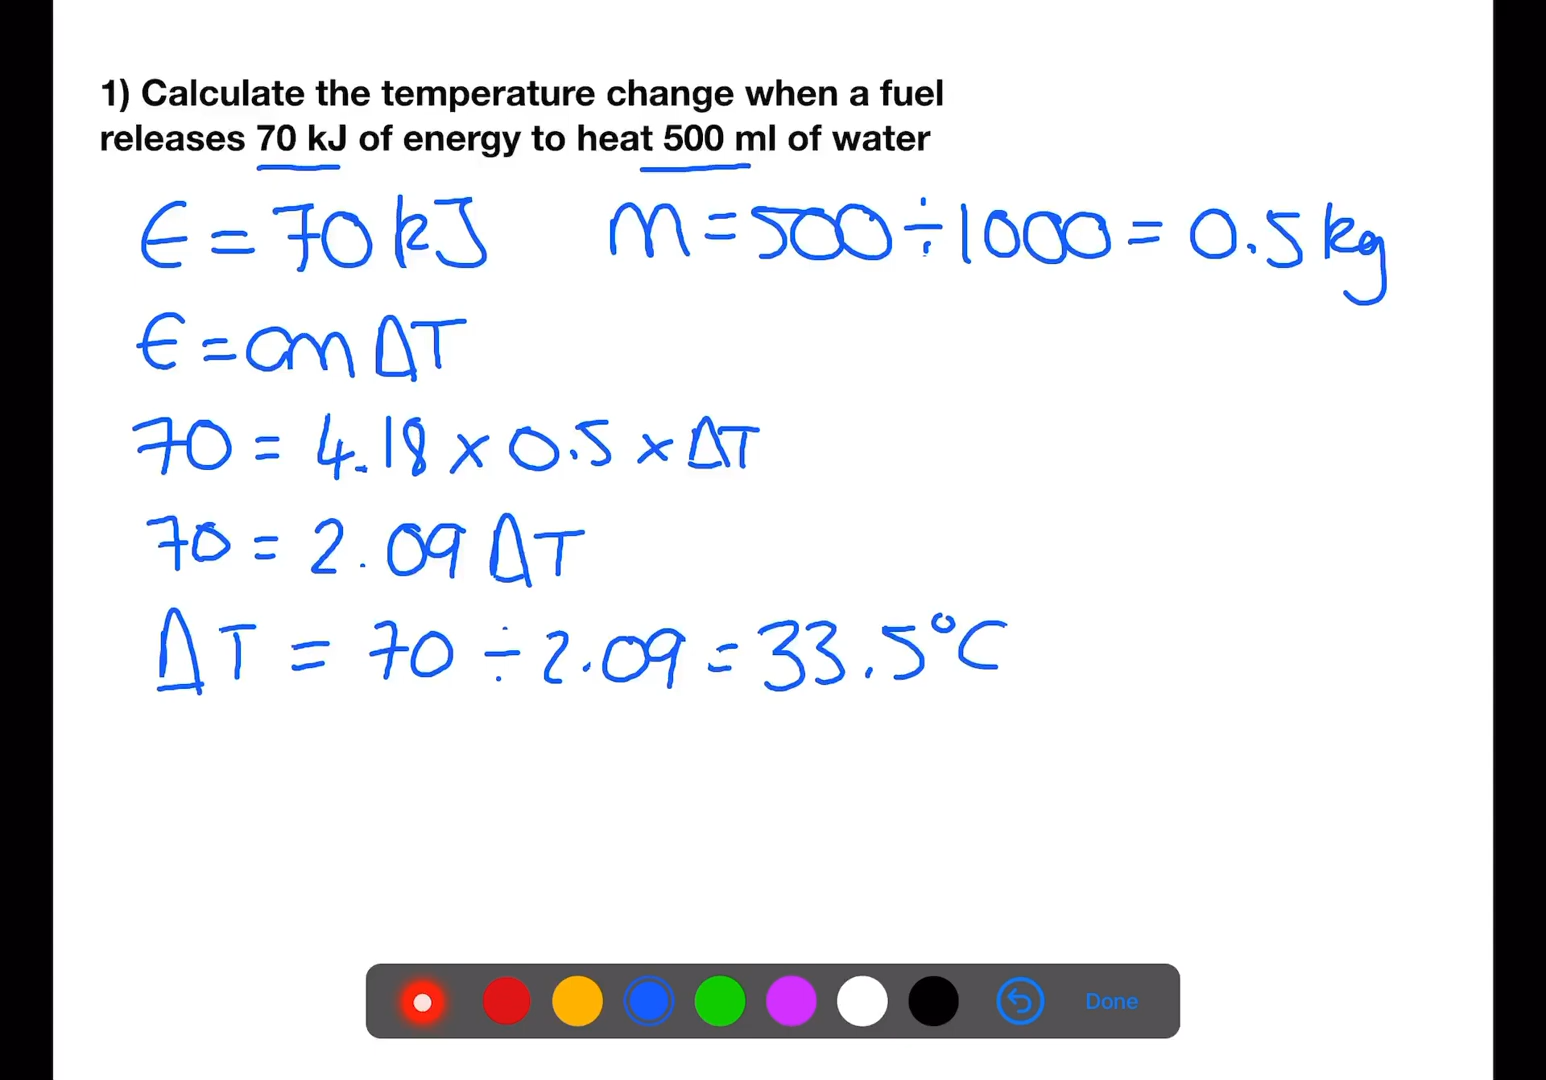 1) Calculate the temperature change when a fuel
releases 70 kJ of energy to heat 500 ml of water
E = 70 kJ m = 500 ÷ 1000 = 0.5 kg
E = cm ΔT
70 = 4.18 × 0.5 × ΔT
70 = 2.09 ΔT
ΔT = 70 ÷ 2.09 = 33.5°C
Done